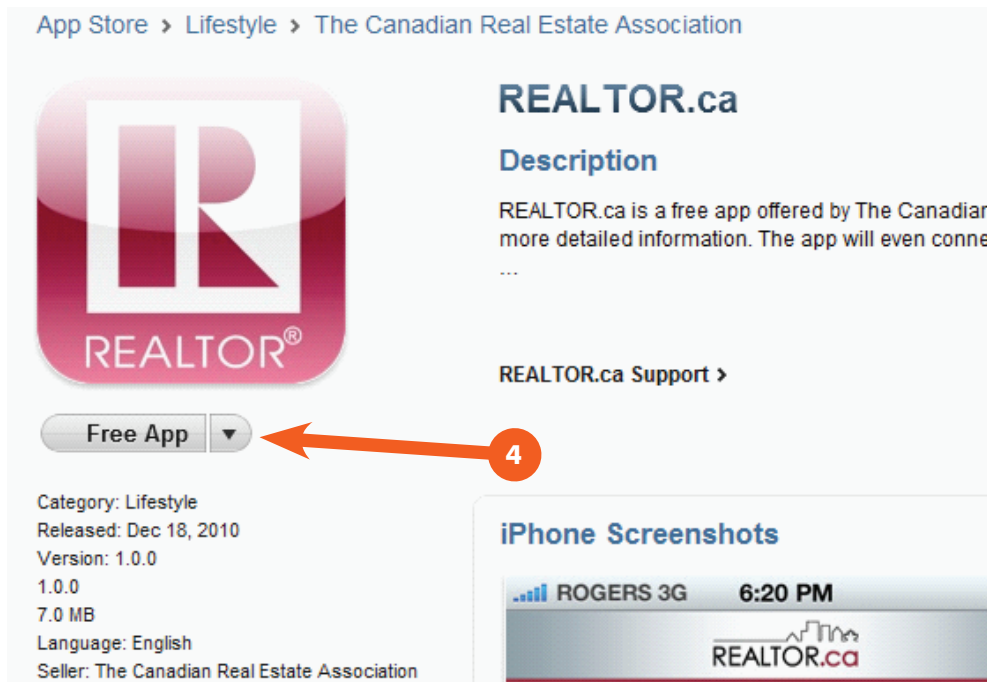 App Store > Lifestyle > The Canadian Real Estate Association
REALTOR®
Free App
4
Category: Lifestyle
Released: Dec 18, 2010
Version: 1.0.0
1.0.0
7.0 MB
Language: English
Seller: The Canadian Real Estate Association
REALTOR.ca
Description
REALTOR.ca is a free app offered by The Canadian
more detailed information. The app will even conne
...
REALTOR.ca Support >
iPhone Screenshots
ROGERS 3G 6:20 PM
REALTOR.ca